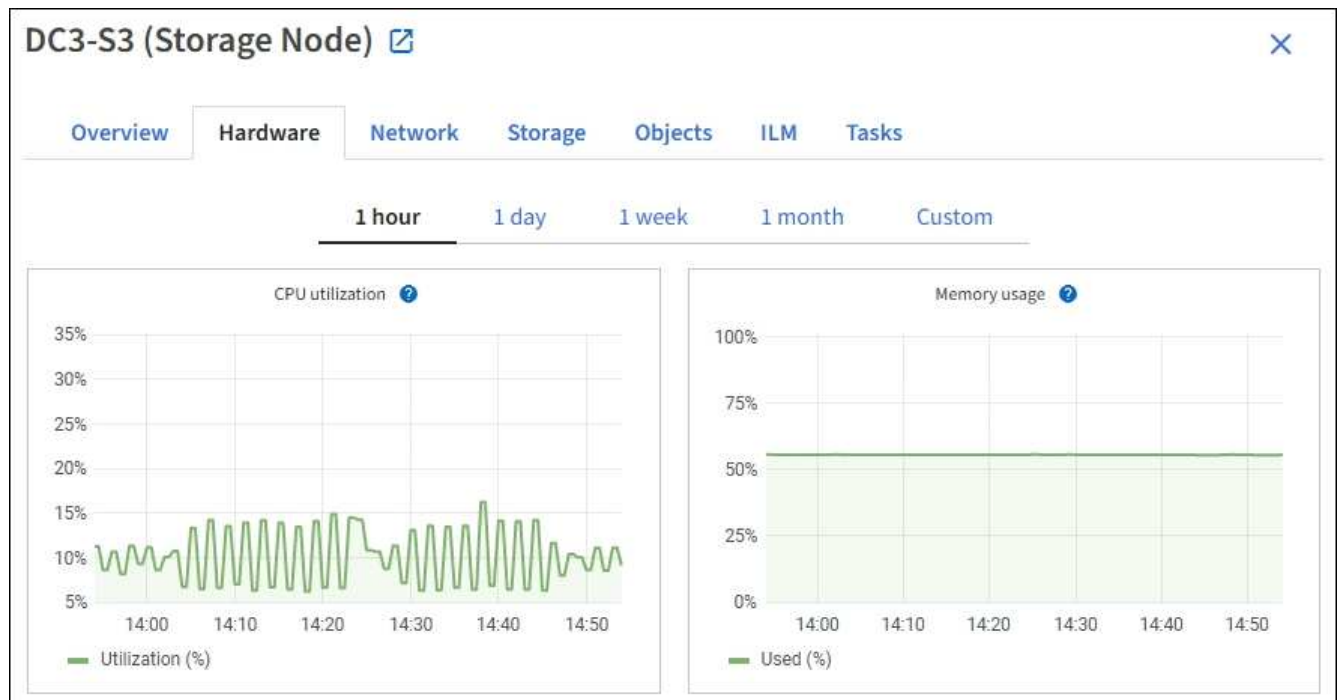 DC3-S3 (Storage Node)
Overview Hardware Network Storage Objects ILM Tasks
1 hour 1 day 1 week 1 month Custom
CPU utilization ?
35%
30%
25%
20%
15%
10%
5%
14:00 14:10 14:20 14:30 14:40 14:50
Utilization (%)
Memory usage ?
100%
75%
50%
25%
0%
14:00 14:10 14:20 14:30 14:40 14:50
Used (%)